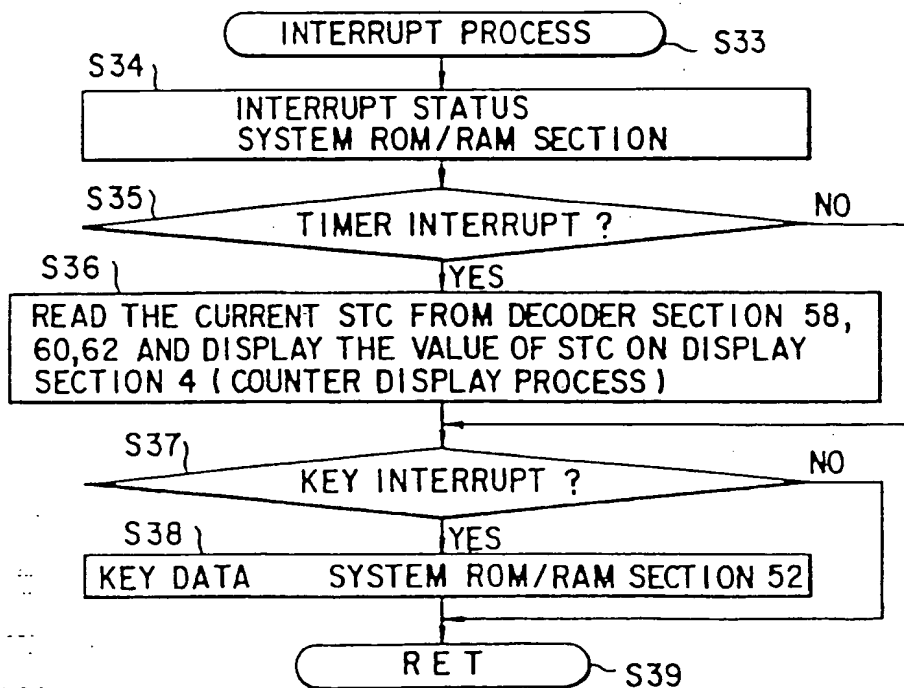 INTERRUPT PROCESS
S33
S34
INTERRUPT STATUS
SYSTEM ROM/RAM SECTION
S35
TIMER INTERRUPT ?
NO
YES
S36
READ THE CURRENT STC FROM DECODER SECTION 58,
60,62 AND DISPLAY THE VALUE OF STC ON DISPLAY
SECTION 4 (COUNTER DISPLAY PROCESS)
S37
KEY INTERRUPT ?
NO
YES
S38
KEY DATA SYSTEM ROM/RAM SECTION 52
RET
S39